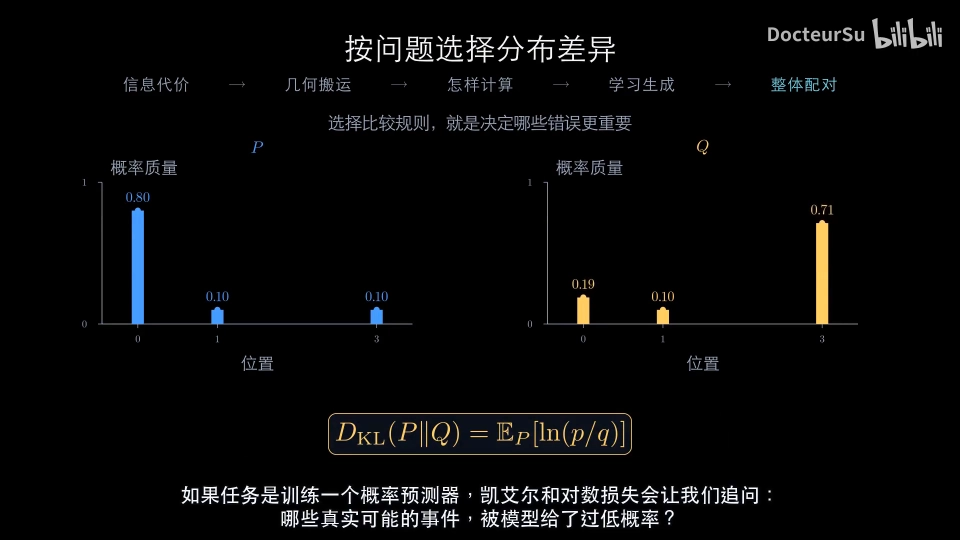 DocteurSu bilibili
按问题选择分布差异
信息代价 → 几何搬运 → 怎样计算 → 学习生成 → 整体配对
选择比较规则，就是决定哪些错误更重要
P Q
概率质量 概率质量
1 1
0.80 0.71
0.10 0.10 0.19 0.10
0 0
0 1 3 0 1 3
位置 位置
D_KL(P∥Q) = 𝔼_P[ln(p/q)]
如果任务是训练一个概率预测器，凯艾尔和对数损失会让我们追问：
哪些真实可能的事件，被模型给了过低概率？